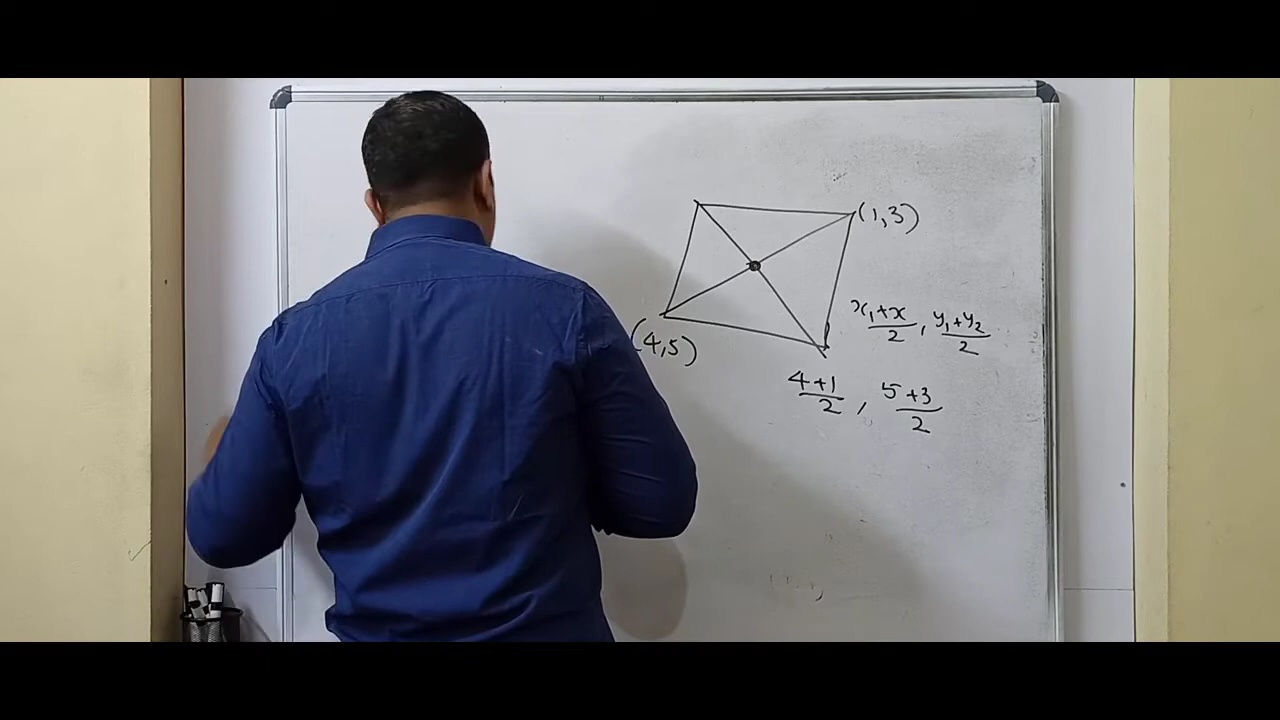 (1,3)
(4,5)
x₁+x/2, y₁+y₂/2
4+1/2, 5+3/2